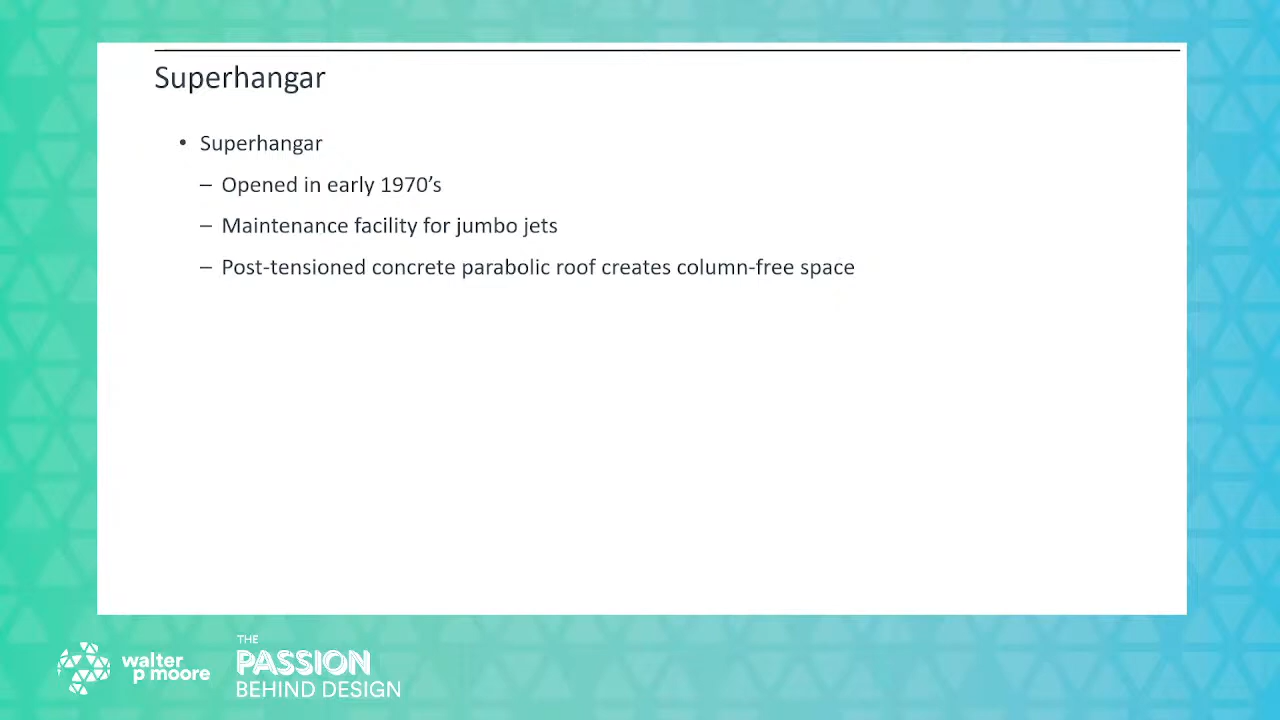 Superhangar
• Superhangar
– Opened in early 1970’s
– Maintenance facility for jumbo jets
– Post-tensioned concrete parabolic roof creates column-free space
walter
p moore
THE
PASSION
BEHIND DESIGN